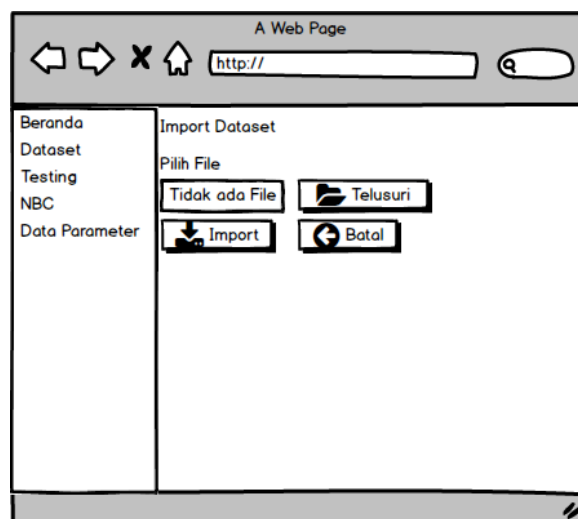 A Web Page
http://
Beranda
Dataset
Testing
NBC
Data Parameter
Import Dataset
Pilih File
Tidak ada File
Telusuri
Import
Batal